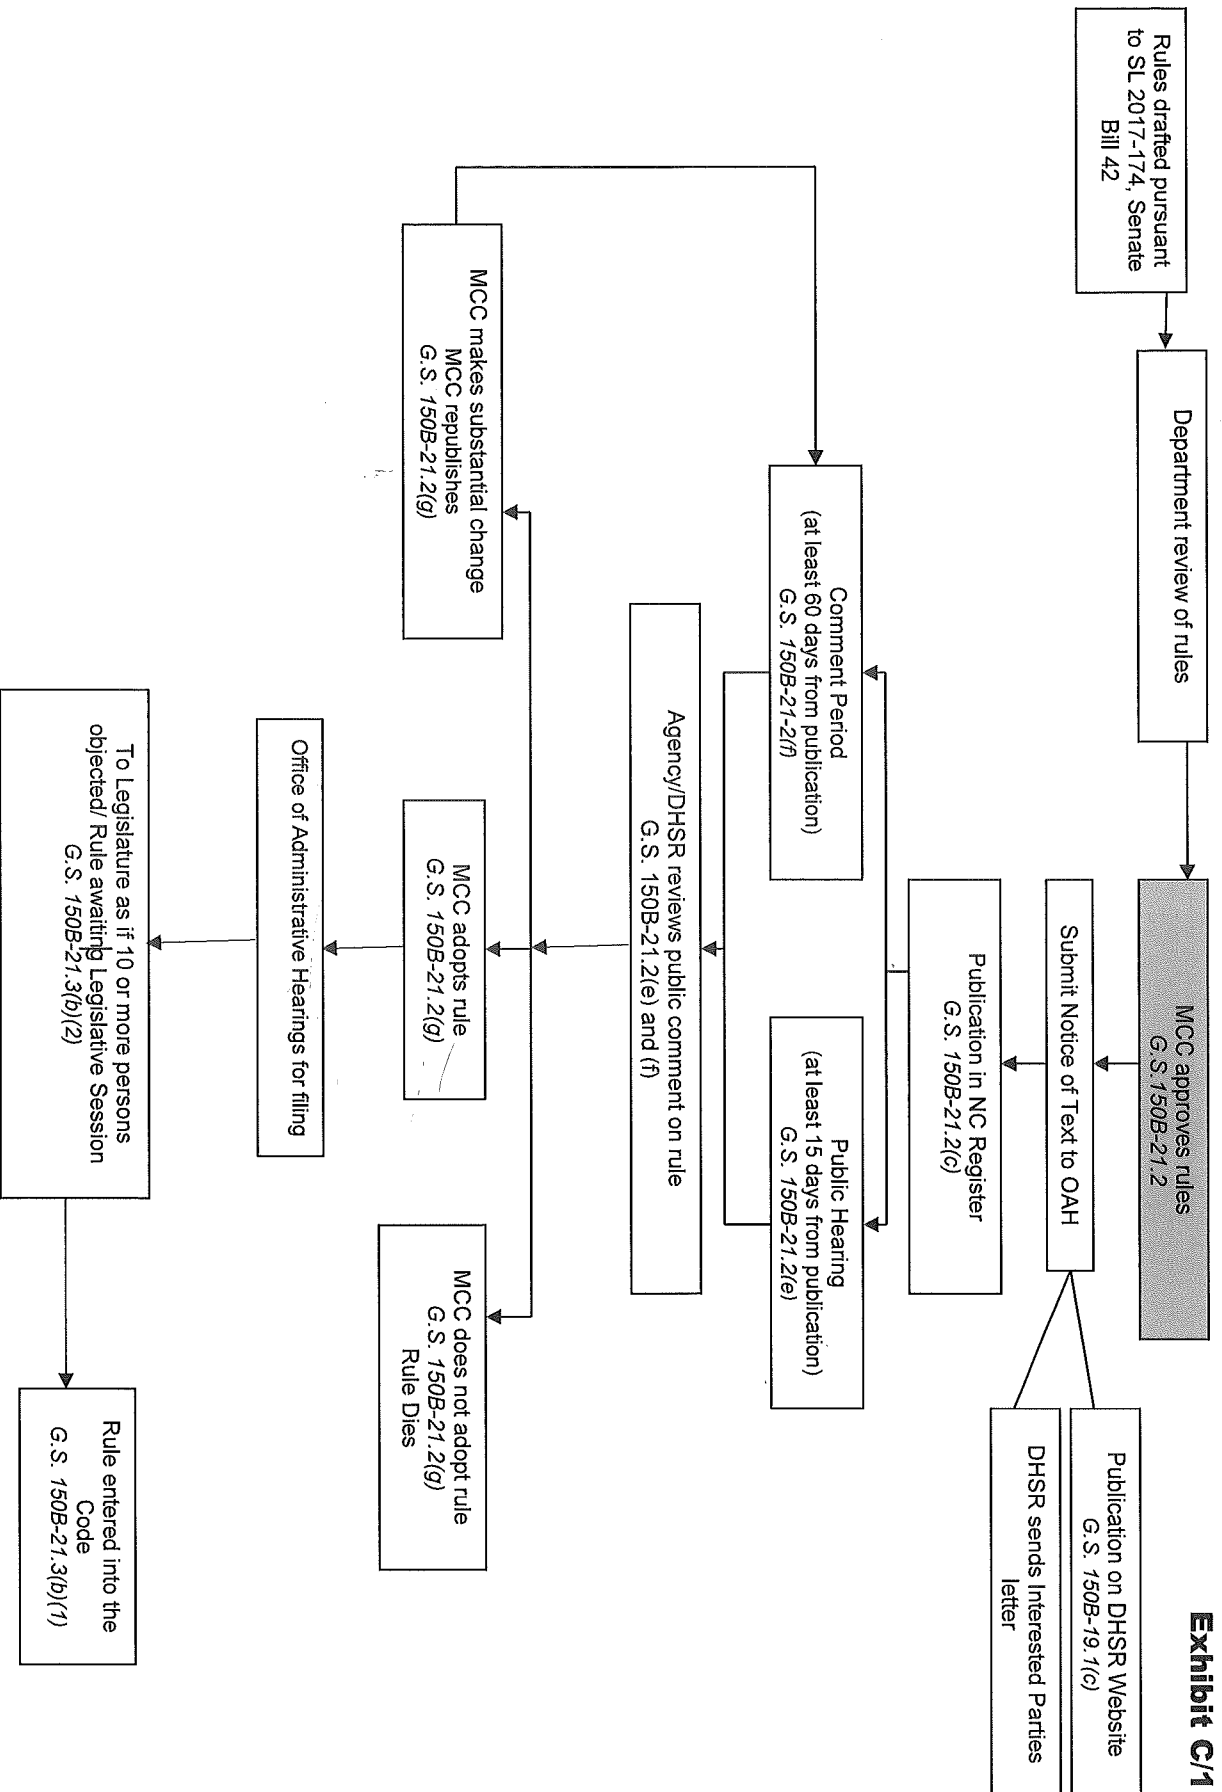 Exhibit C/1
Rules drafted pursuant
to SL 2017-174, Senate
Bill 42
Department review of rules
MCC approves rules
G.S.150B-21.2
Submit Notice of Text to OAH
Publication on DHSR Website
G.S. 150B-19.1(c)
DHSR sends Interested Parties
letter
Publication in NC Register
G.S. 150B-21.2(c)
Comment Period
(at least 60 days from publication)
G.S. 150B-21-2(f)
Public Hearing
(at least 15 days from publication)
G.S. 150B-21.2(e)
Agency/DHSR reviews public comment on rule
G.S. 150B-21.2(e) and (f)
MCC makes substantial change
MCC republishes
G.S. 150B-21.2(g)
MCC adopts rule
G.S. 150B-21.2(g)
MCC does not adopt rule
G.S. 150B-21.2(g)
Rule Dies
Office of Administrative Hearings for filing
To Legislature as if 10 or more persons
objected/ Rule awaiting Legislative Session
G.S. 150B-21.3(b)(2)
Rule entered into the
Code
G.S. 150B-21.3(b)(1)